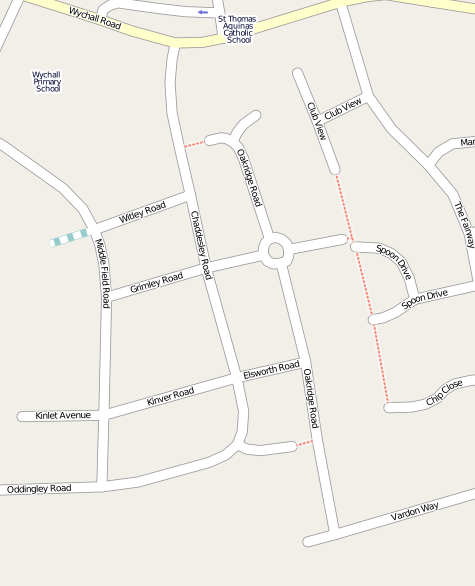 Wychall Road
St Thomas
Aquinas
Catholic
School
Wychall
Primary
School
Club View
Club View
Mar
Oakridge Road
Witley Road
The Fairway
Chaddesley Road
Middle Field Road
Spoon Drive
Grimley Road
Spoon Drive
Elsworth Road
Kinver Road
Oakridge Road
Chip Close
Kinlet Avenue
Oddingley Road
Vardon Way